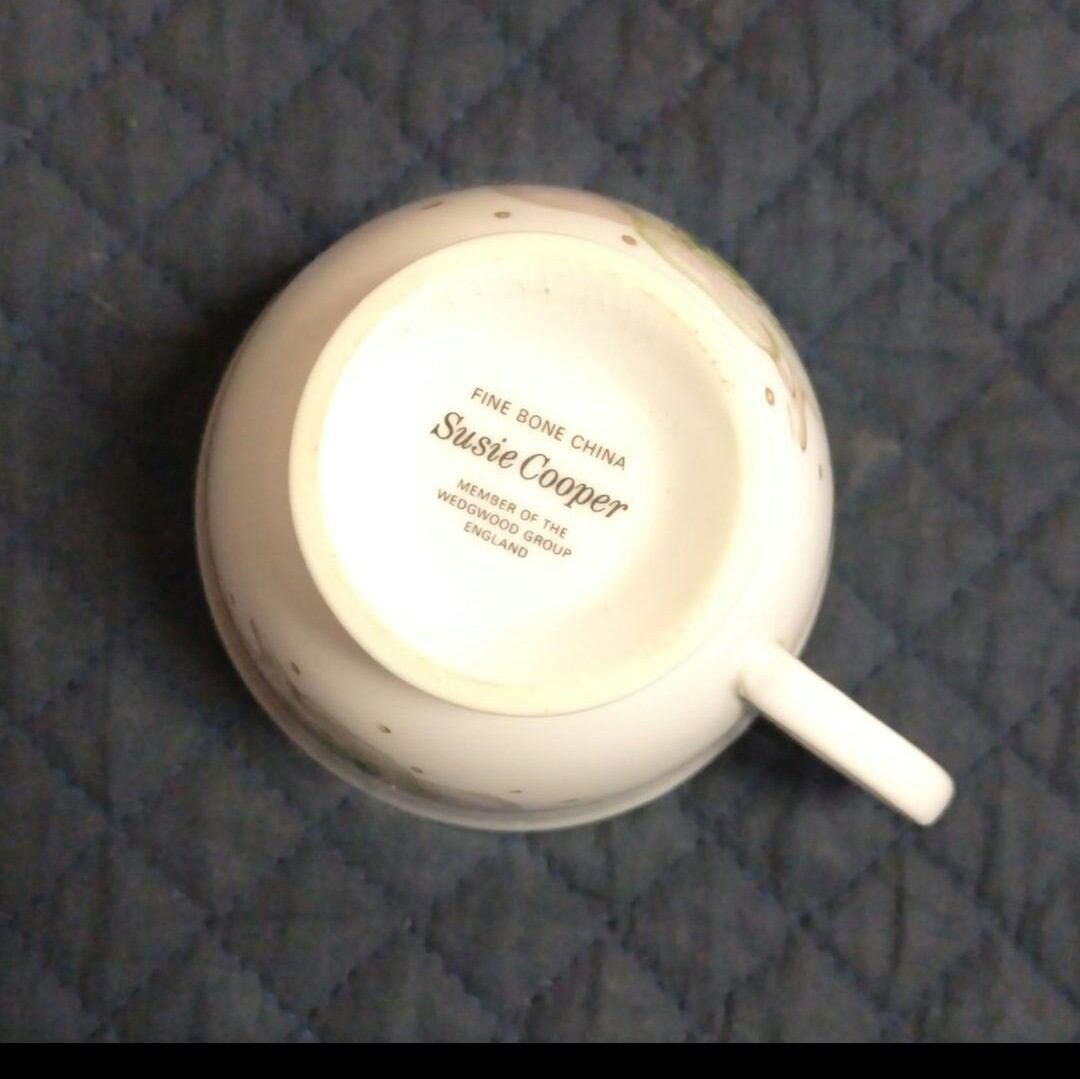 FINE BONE CHINA
Susie Cooper
MEMBER OF THE
WEDGWOOD GROUP
ENGLAND